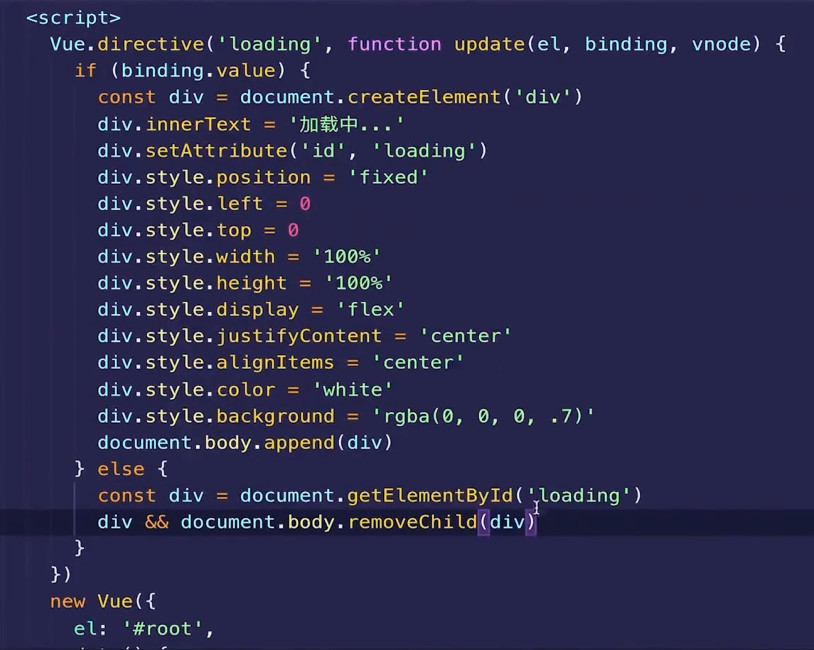 <script>
Vue.directive('loading', function update(el, binding, vnode) {
if (binding.value) {
const div = document.createElement('div')
div.innerText = '加载中...'
div.setAttribute('id', 'loading')
div.style.position = 'fixed'
div.style.left = 0
div.style.top = 0
div.style.width = '100%'
div.style.height = '100%'
div.style.display = 'flex'
div.style.justifyContent = 'center'
div.style.alignItems = 'center'
div.style.color = 'white'
div.style.background = 'rgba(0, 0, 0, .7)'
document.body.append(div)
} else {
const div = document.getElementById('loading')
div && document.body.removeChild(div)
}
})
new Vue({
el: '#root',